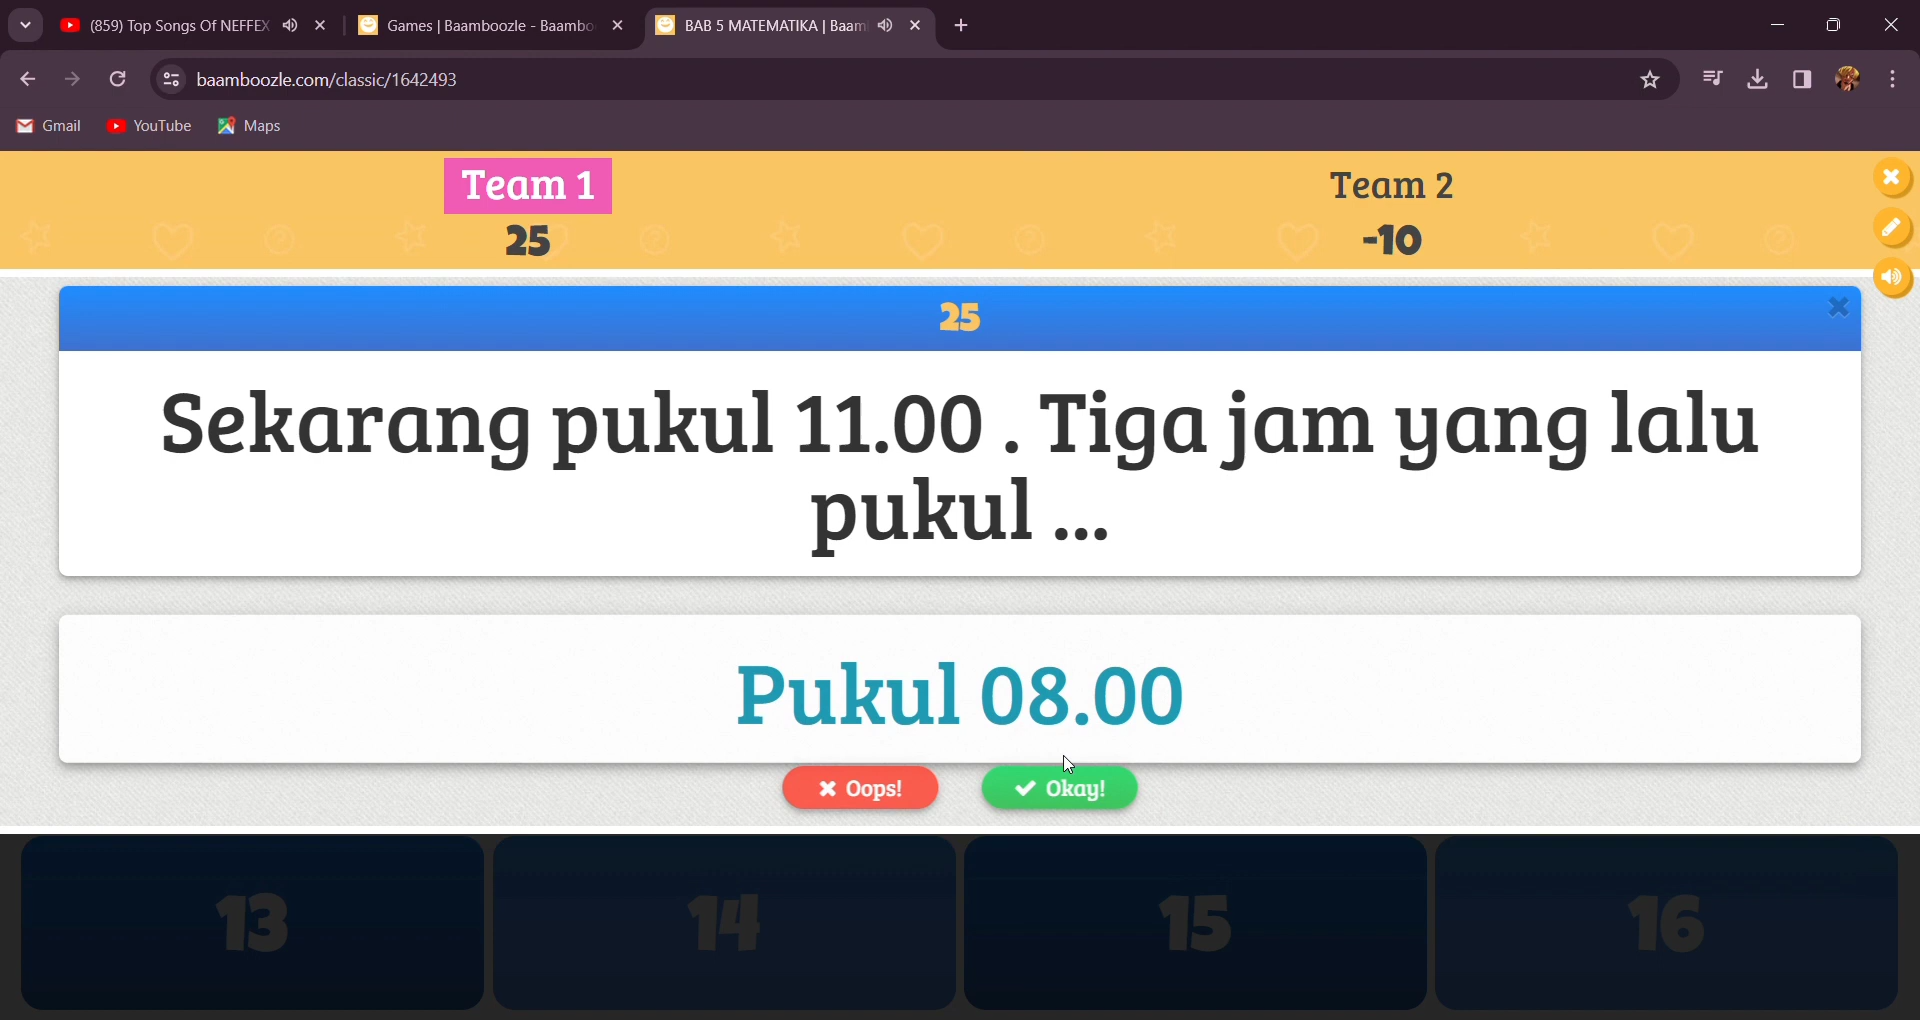 (859) Top Songs Of NEFFEX
Games | Baamboozle - Baambo
BAB 5 MATEMATIKA | Baam
baamboozle.com/classic/1642493
Gmail
YouTube
Maps
Team 1
Team 2
25
-10
25
Sekarang pukul 11.00 . Tiga jam yang lalu
pukul ...
Pukul 08.00
Oops!
Okay!
13
14
15
16